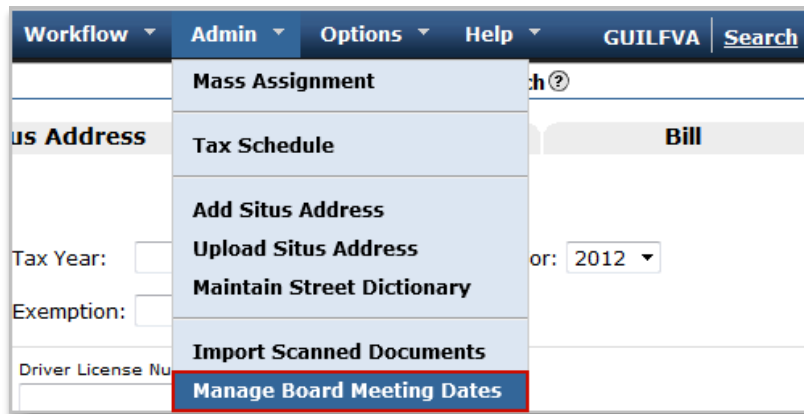 Workflow Admin Options Help GUILFVA Search
Mass Assignment
us Address Tax Schedule Bill
Add Situs Address
Tax Year: Upload Situs Address or: 2012
Maintain Street Dictionary
Exemption:
Import Scanned Documents
Driver License Nu
Manage Board Meeting Dates